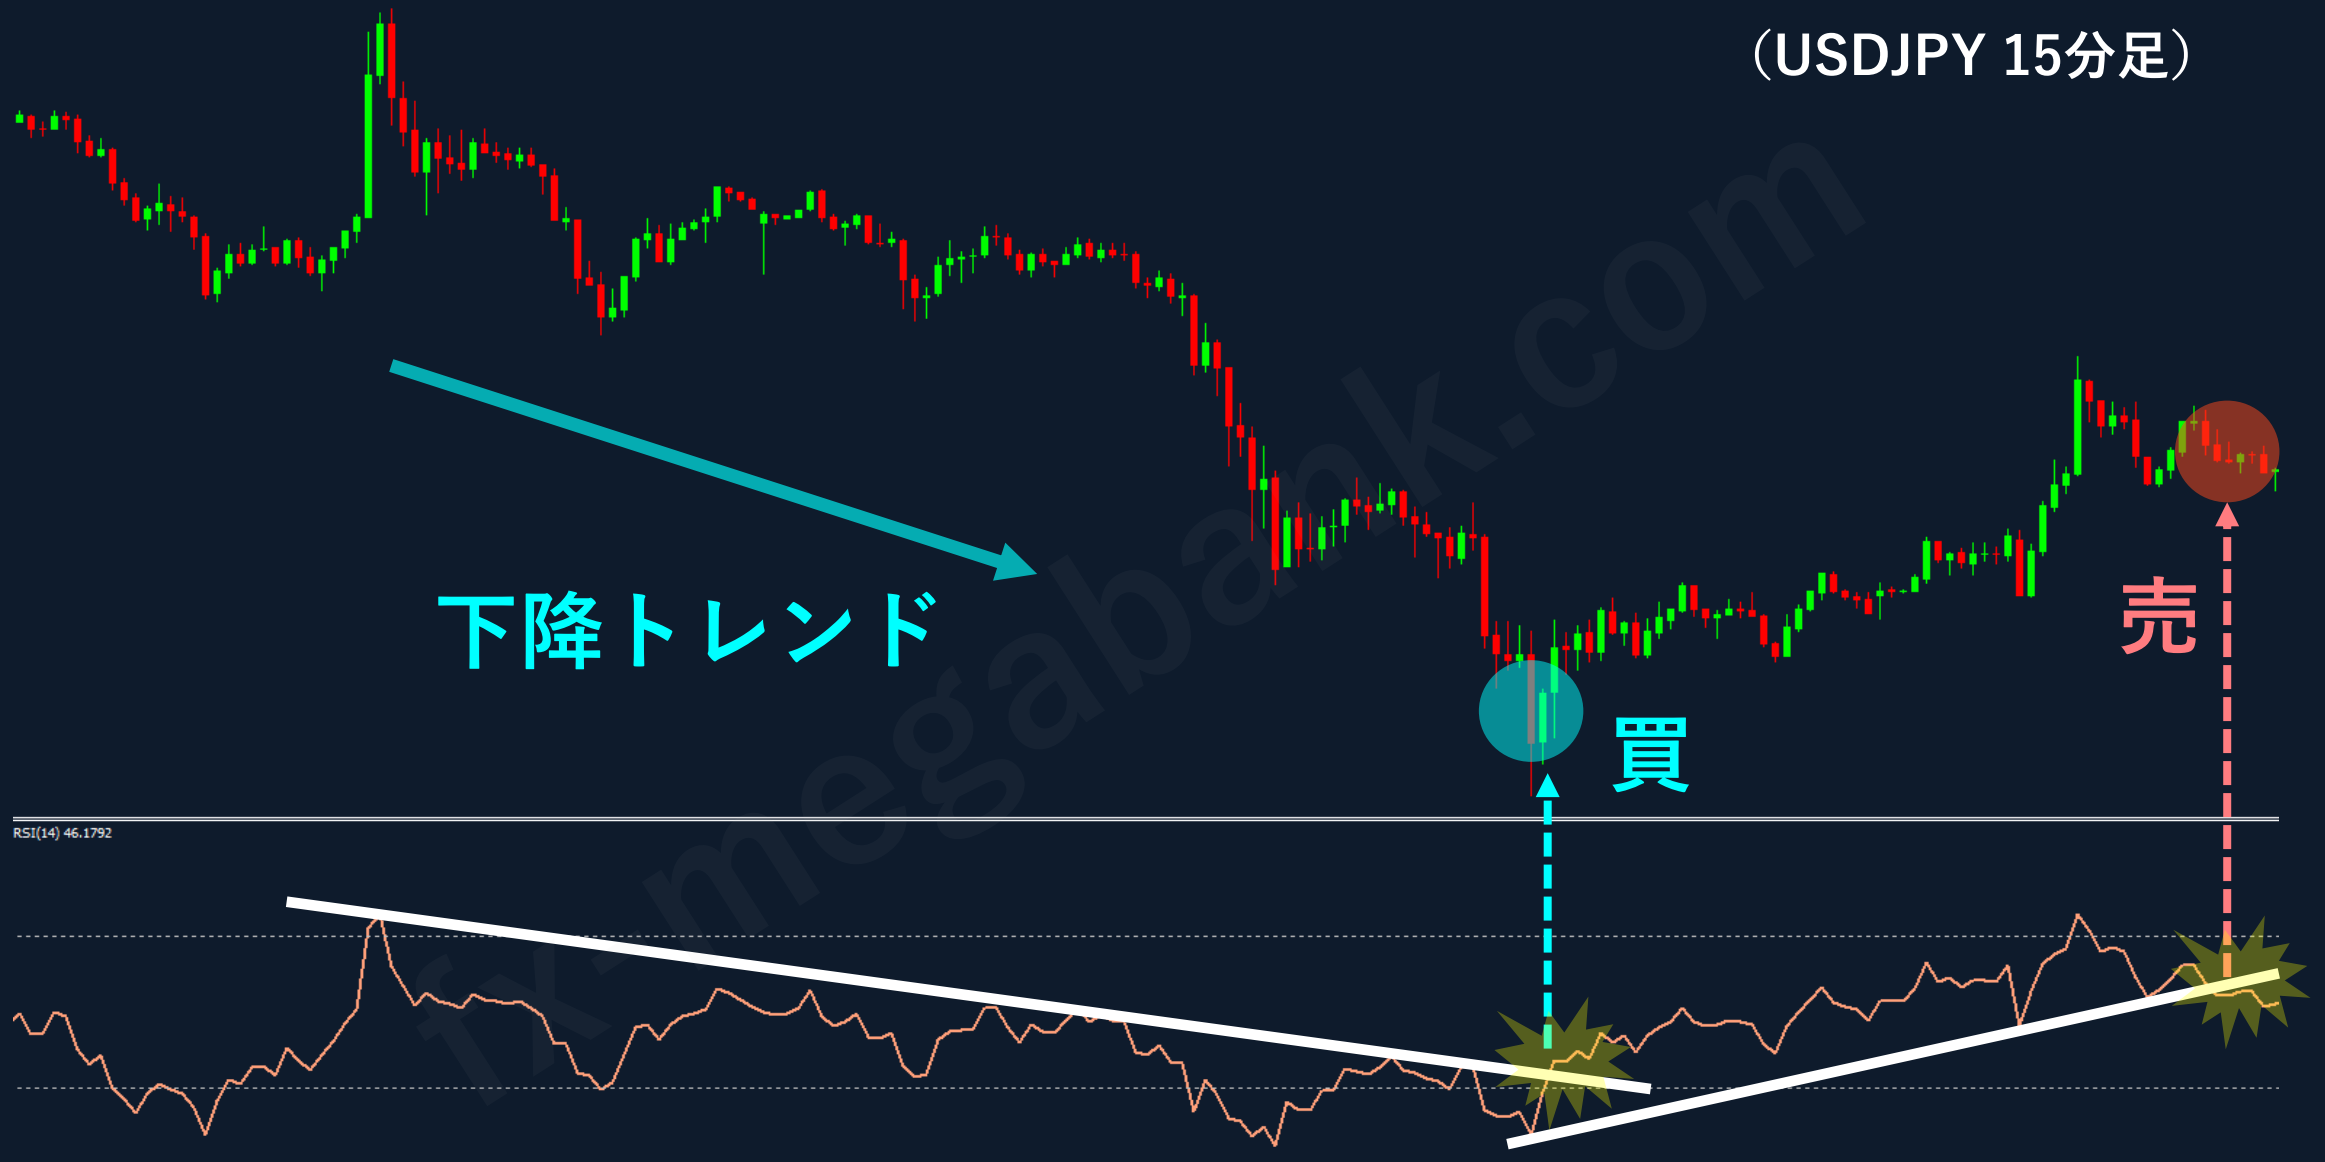 （USDJPY 15分足）
下降トレンド
売
買
RSI(14) 46.1792
fx-megabank.com